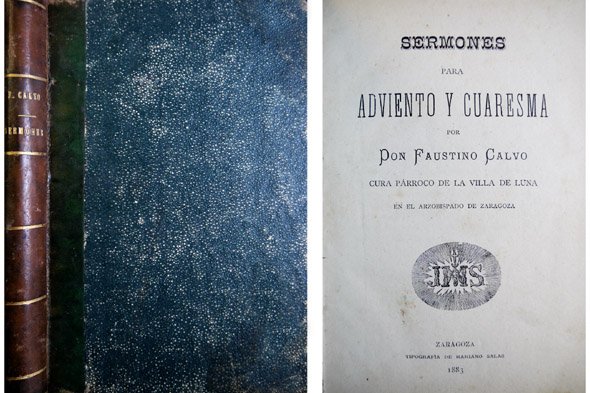 F. CALVO
SERMONES
SERMONES
PARA
ADVIENTO Y CUARESMA
POR
DON FAUSTINO CALVO
CURA PÁRROCO DE LA VILLA DE LUNA
EN EL ARZOBISPADO DE ZARAGOZA
IHS
ZARAGOZA
TIPOGRAFÍA DE MARIANO SALAS
1883